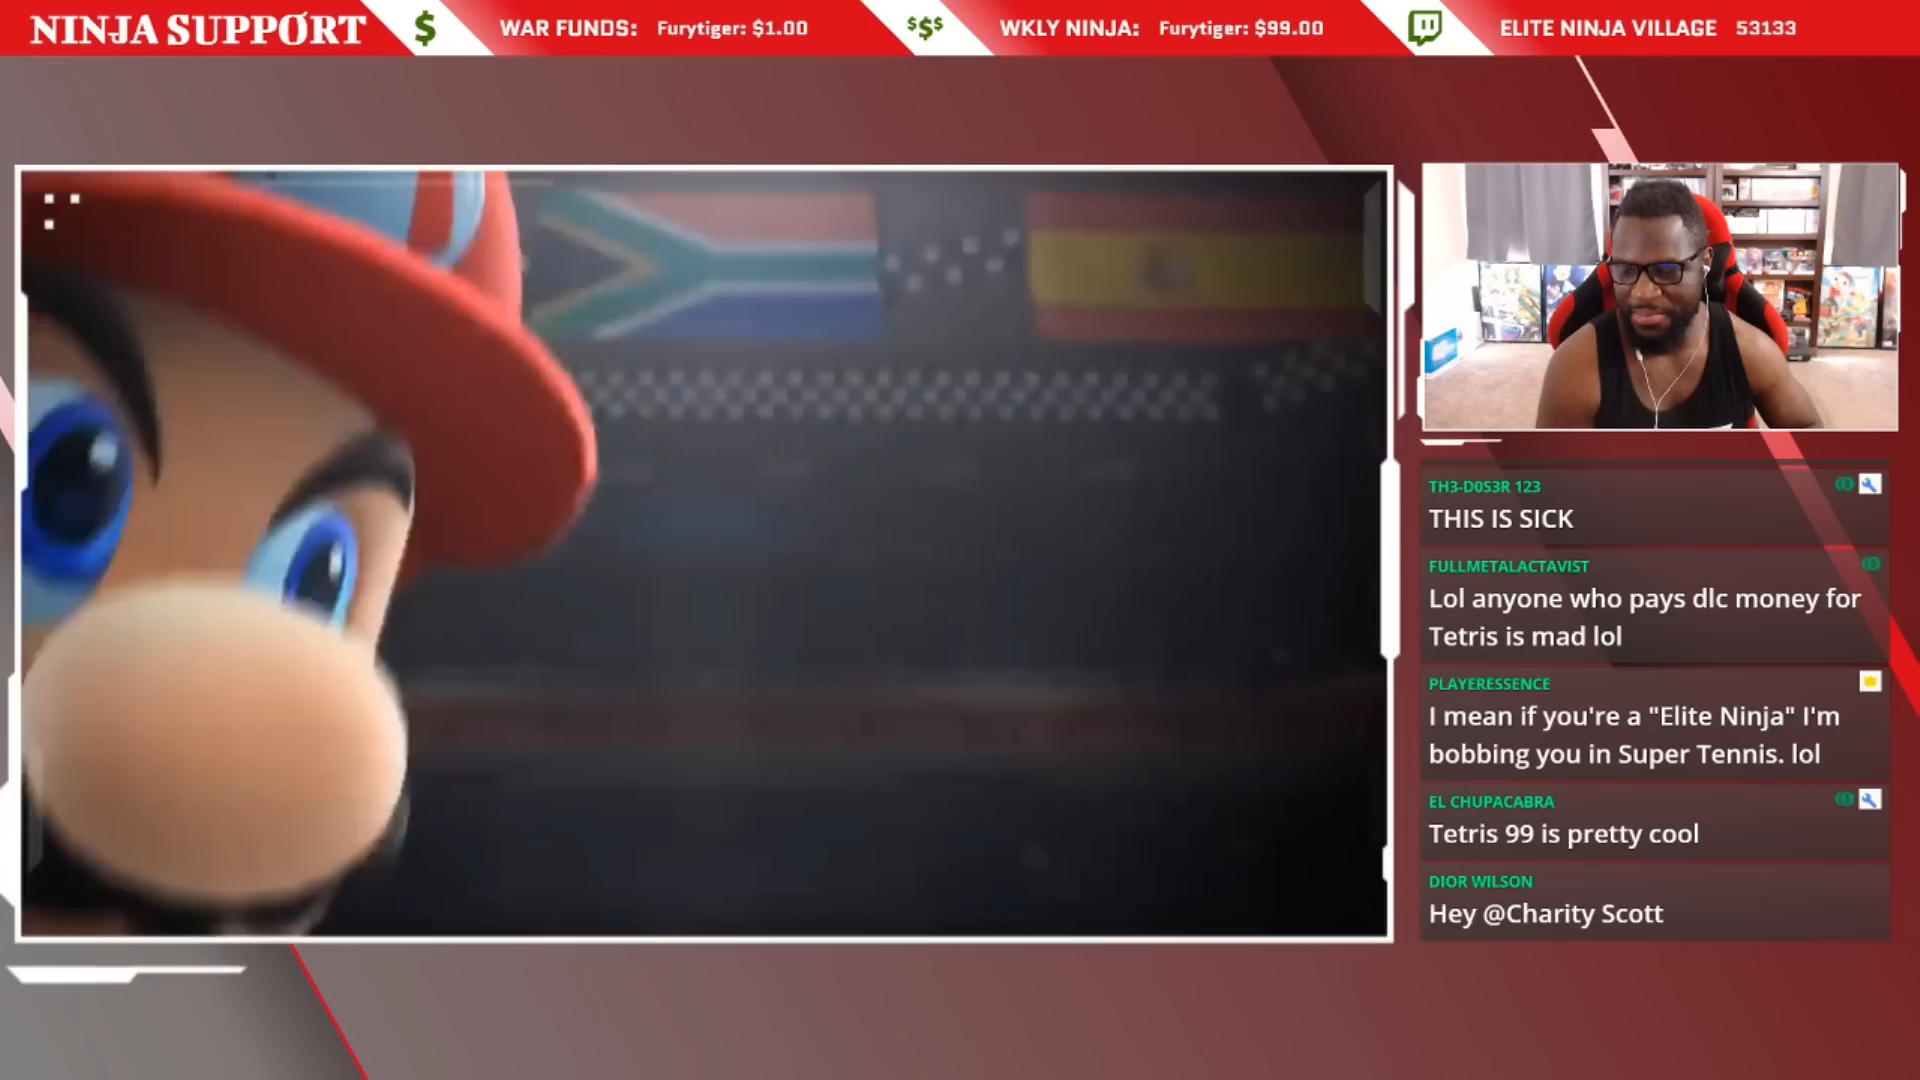 NINJA SUPPORT
$
WAR FUNDS: Furytiger: $1.00
$$$
WKLY NINJA: Furytiger: $99.00
ELITE NINJA VILLAGE 53133
TH3-D0S3R 123
THIS IS SICK
FULLMETALACTAVIST
Lol anyone who pays dlc money for
Tetris is mad lol
PLAYERESSENCE
I mean if you're a "Elite Ninja" I'm
bobbing you in Super Tennis. lol
EL CHUPACABRA
Tetris 99 is pretty cool
DIOR WILSON
Hey @Charity Scott